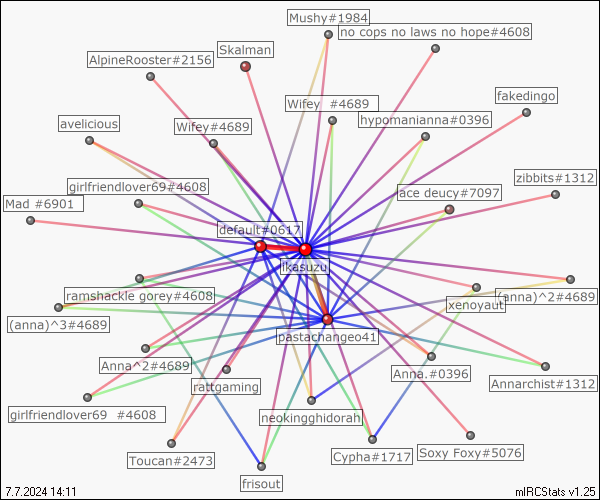 Mushy#1984
no cops no laws no hope#4608
Skalman
AlpineRooster#2156
fakedingo
Wifey #4689
hypomanianna#0396
avelicious
Wifey#4689
zibbits#1312
girlfriendlover69#4608
ace deucy#7097
Mad #6901
default#0617
jkasuzu
ramshackle gorey#4608
(anna)^2#4689
xenoyaut
(anna)^3#4689
pastachangeo41
Anna^2#4689
Anna.#0396
Annarchist#1312
rattgaming
girlfriendlover69 #4608
neokingghidorah
Soxy Foxy#5076
Cypha#1717
Toucan#2473
frisout
7.7.2024 14:11
mIRCStats v1.25